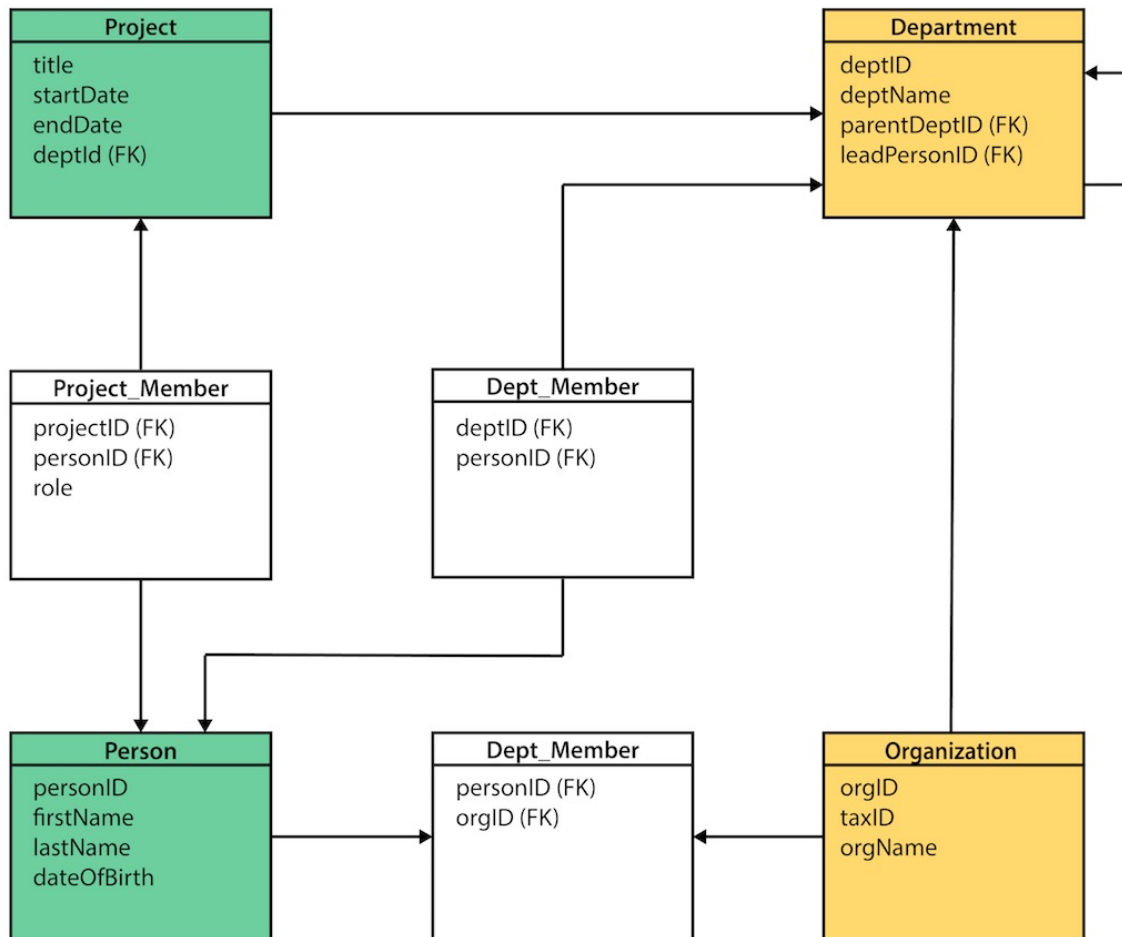 Project
title
startDate
endDate
deptId (FK)
Department
deptID
deptName
parentDeptID (FK)
leadPersonID (FK)
Project_Member
projectID (FK)
personID (FK)
role
Dept_Member
deptID (FK)
personID (FK)
Person
personID
firstName
lastName
dateOfBirth
Dept_Member
personID (FK)
orgID (FK)
Organization
orgID
taxID
orgName